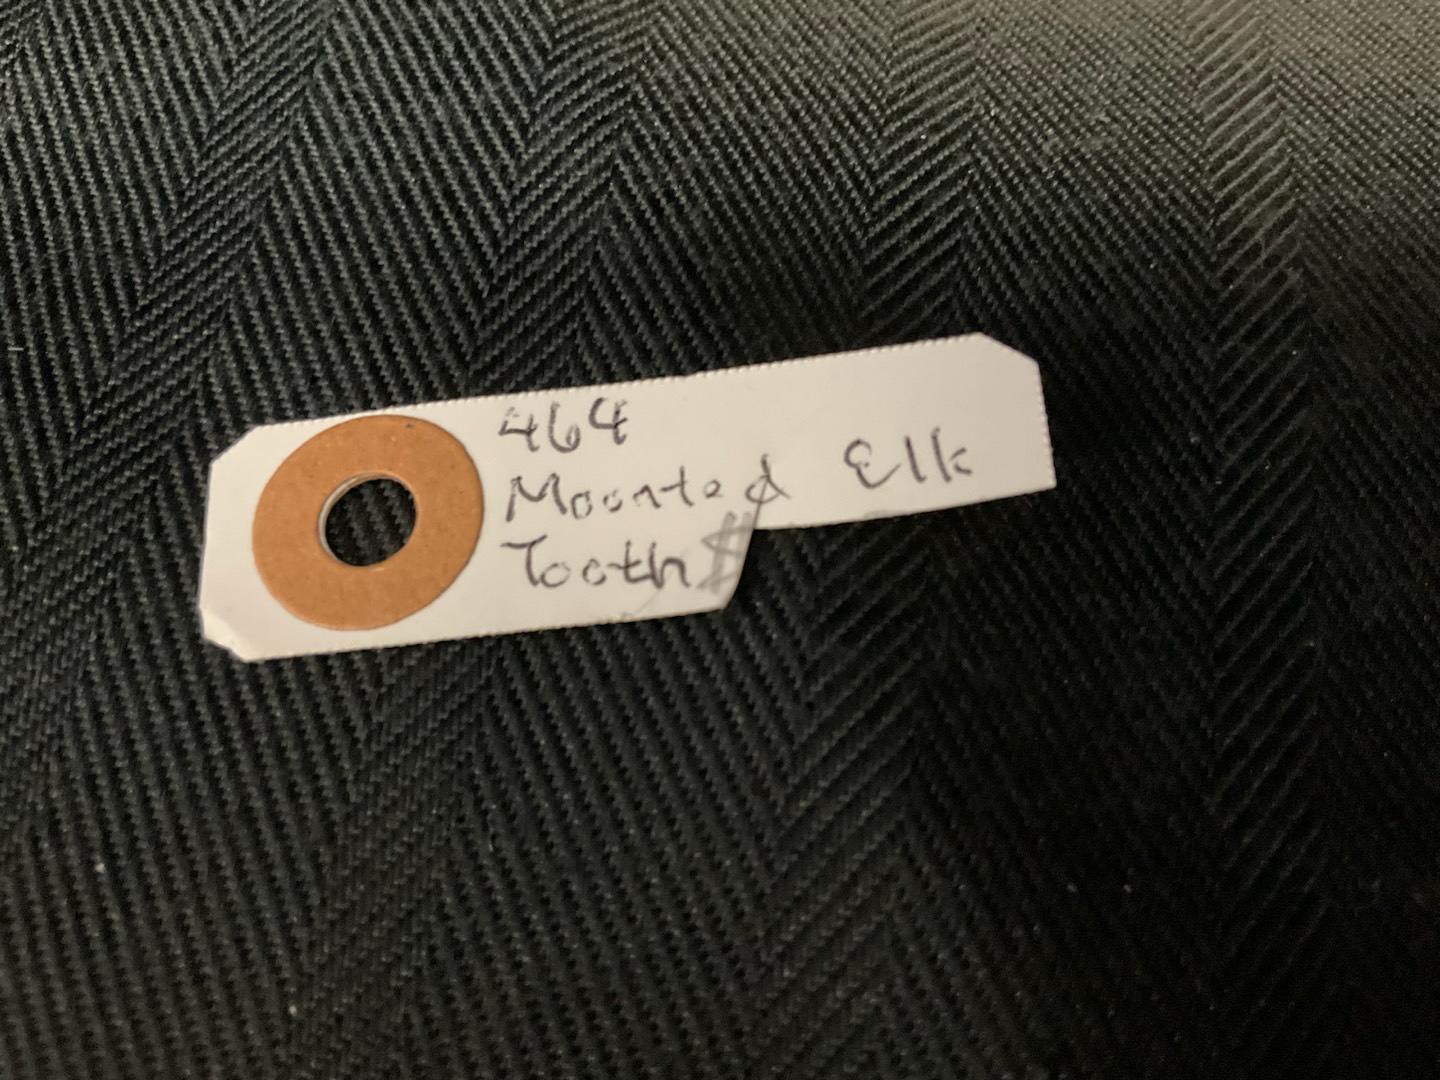 464
Mounted Elk
Tooth $